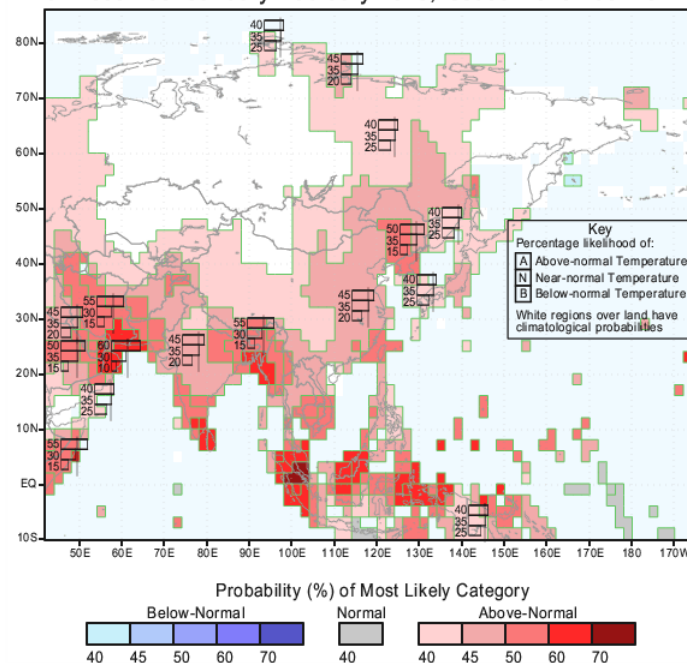 80N
70N
60N
50N
40N
30N
20N
10N
EQ
10S
50E
60E
70E
80E
90E
100E
110E
120E
130E
140E
150E
160E
170E
180
170W
40
35
25
45
35
20
40
35
25
40
35
25
50
35
15
40
35
25
45
35
20
55
30
15
45
35
20
50
35
15
60
30
10
45
35
20
55
30
15
40
35
25
55
30
15
40
35
25
Key
Percentage likelihood of:
A Above-normal Temperature
N Near-normal Temperature
B Below-normal Temperature
White regions over land have
climatological probabilities
Probability (%) of Most Likely Category
Below-Normal Normal Above-Normal
40 45 50 60 70 40 40 45 50 60 70